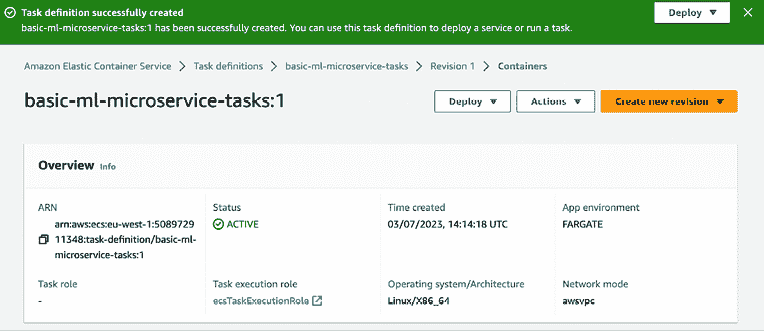 Task definition successfully created
Deploy
basic-ml-microservice-tasks:1 has been successfully created. You can use this task definition to deploy a service or run a task.
Amazon Elastic Container Service > Task definitions > basic-ml-microservice-tasks > Revision 1 > Containers
basic-ml-microservice-tasks:1
Deploy
Actions
Create new revision
Overview Info
ARN
arn:aws:ecs:eu-west-1:5089729
11348:task-definition/basic-ml-
microservice-tasks:1
Status
ACTIVE
Time created
03/07/2023, 14:14:18 UTC
App environment
FARGATE
Task role
-
Task execution role
ecsTaskExecutionRole
Operating system/Architecture
Linux/X86_64
Network mode
awsvpc